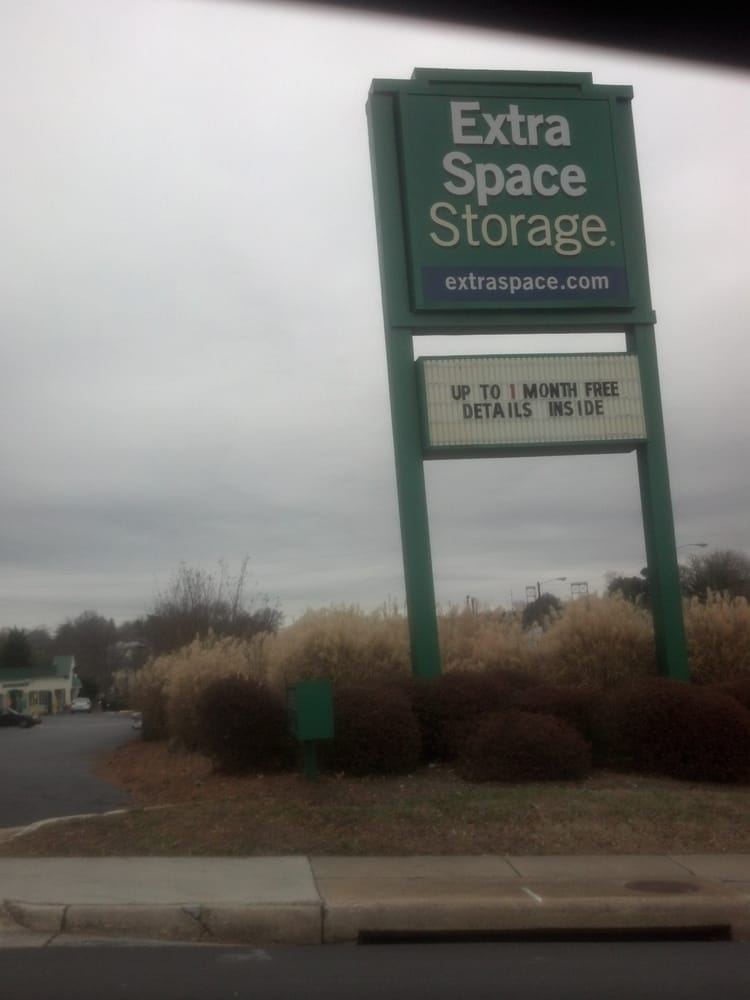 Extra
Space
Storage.
extraspace.com
UP TO 1 MONTH FREE
DETAILS INSIDE